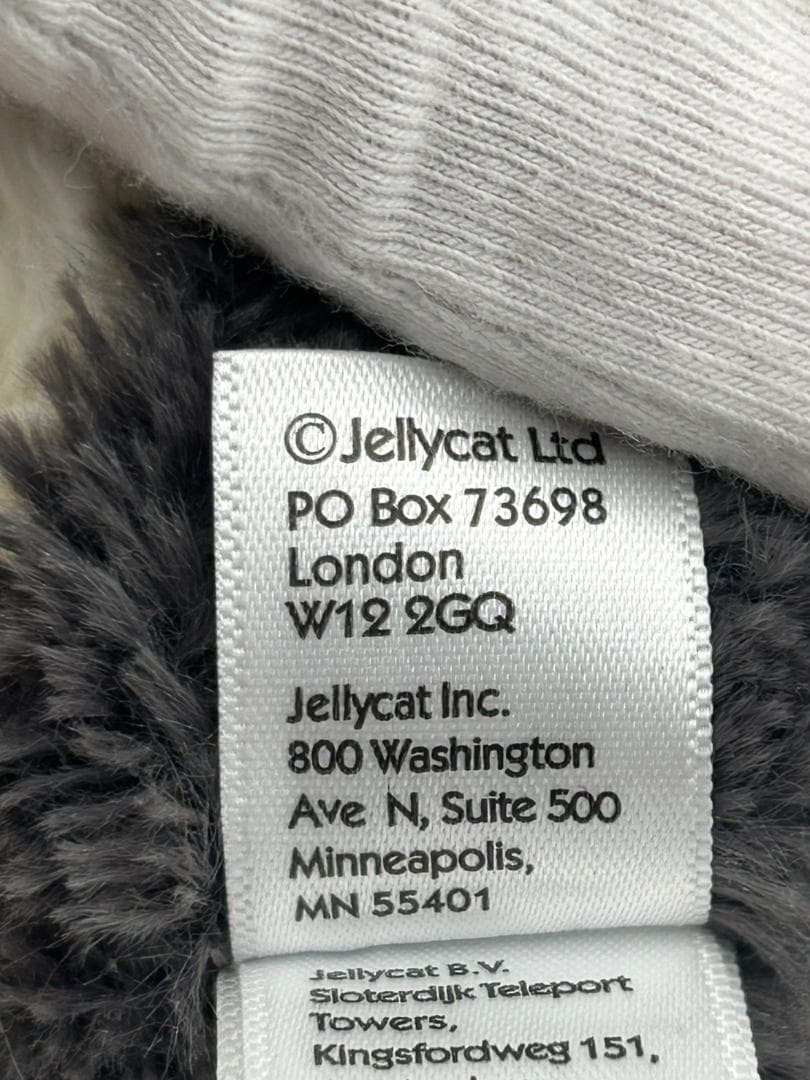 ©Jellycat Ltd
PO Box 73698
London
W12 2GQ
Jellycat Inc.
800 Washington
Ave N, Suite 500
Minneapolis,
MN 55401
Jellycat B.V.
Sloterdijk Teleport
Towers,
Kingsfordweg 151,